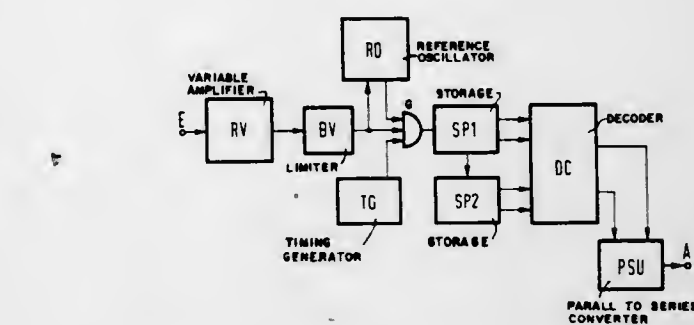 RO
REFERENCE
OSCILLATOR
VARIABLE
AMPLIFIER
E
RV
BV
LIMITER
G
STORAGE
SP1
DECODER
DC
TG
TIMING
GENERATOR
SP2
STORAGE
PSU
A
PARALL TO SERIES
CONVERTER